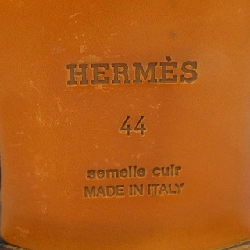 HERMÈS
44
semelle cuir
MADE IN ITALY